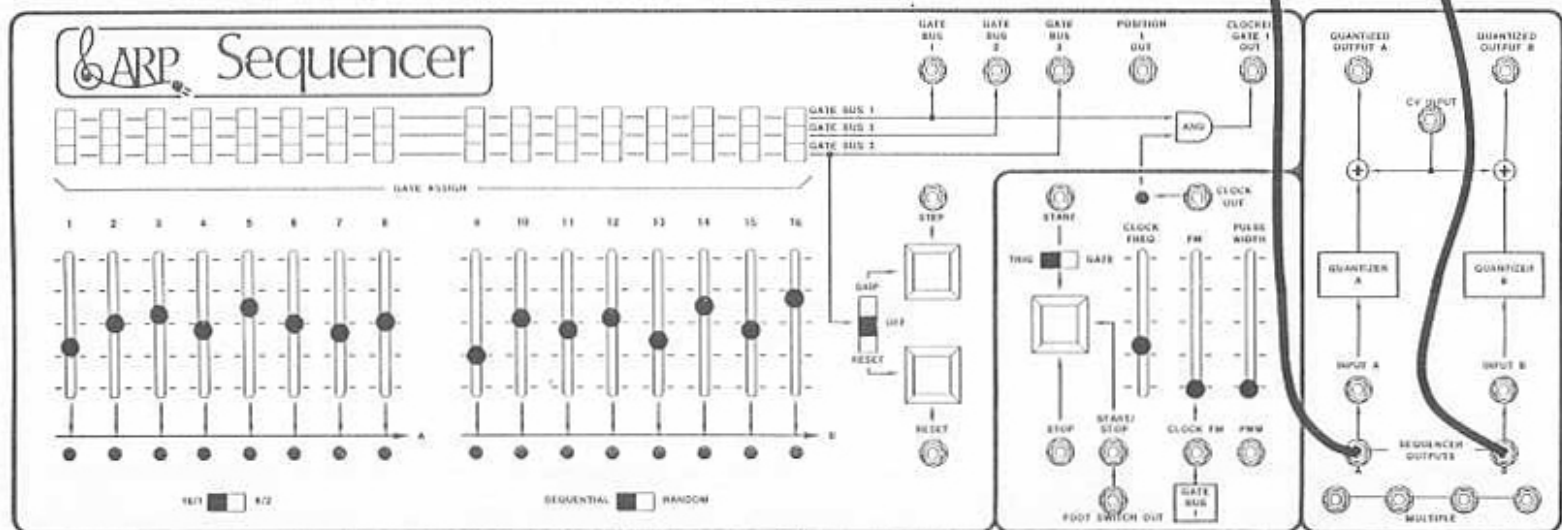 ARP Sequencer
GATE BUS 1
GATE BUS 2
GATE BUS 3
POSITION 1 OUT
CLOCKED GATE 1 OUT
QUANTIZED OUTPUT A
QUANTIZED OUTPUT B
CV INPUT
GATE BUS 1
GATE BUS 2
GATE BUS 3
AND
GATE ASSIGN
1 2 3 4 5 6 7 8 9 10 11 12 13 14 15 16
STEP
START
CLOCK OUT
CLOCK FREQ
FM
PULSE WIDTH
TRIG
GATE
QUANTIZER A
QUANTIZER B
OFF
RESET
INPUT A
INPUT B
A
B
RESET
STOP
START/STOP
CLOCK FM
PWM
SEQUENCER OUTPUTS
A
16/1
8/2
SEQUENTIAL
RANDOM
FOOT SWITCH OUT
GATE BUS 1
MULTIPLE